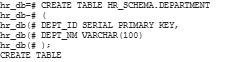 hr_db=# CREATE TABLE HR_SCHEMA.DEPARTMENT
hr_db=# (
hr_db(# DEPT_ID SERIAL PRIMARY KEY,
hr_db(# DEPT_NM VARCHAR(100)
hr_db(# );
CREATE TABLE